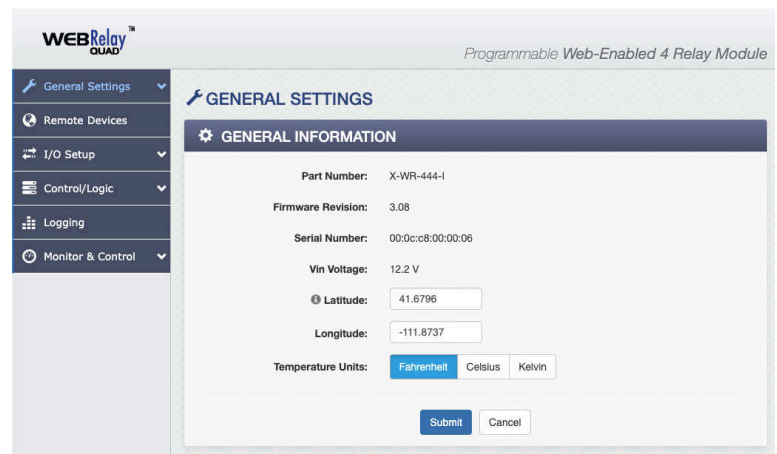 WEBRelay™
QUAD
Programmable Web-Enabled 4 Relay Module
General Settings
Remote Devices
I/O Setup
Control/Logic
Logging
Monitor & Control
GENERAL SETTINGS
GENERAL INFORMATION
Part Number: X-WR-444-I
Firmware Revision: 3.08
Serial Number: 00:0c:c8:00:00:06
Vin Voltage: 12.2 V
Latitude: 41.6796
Longitude: -111.8737
Temperature Units: Fahrenheit Celsius Kelvin
Submit Cancel